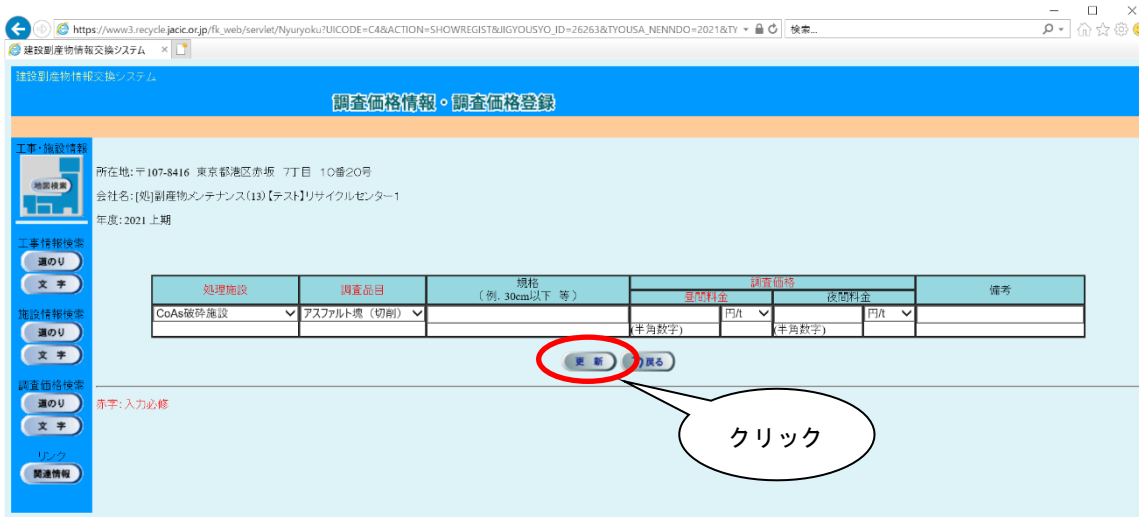 https://www3.recycle.jacic.or.jp/fk_web/servlet/Nyuryoku?UICODE=C4&ACTION=SHOWREGIST&JIGYOUSYO_ID=26263&TYOUSA_NENNDO=2021&TY
検索...
建設副産物情報交換システム ×
建設副産物情報交換システム
調査価格情報・調査価格登録
工事・施設情報
地図検索
工事情報検索
道のり
文 字
施設情報検索
道のり
文 字
調査価格検索
道のり
文 字
リンク
関連情報
所在地:〒107-8416 東京都港区赤坂 7丁目 10番20号
会社名:[処]副産物メンテナンス(13)【テスト】リサイクルセンター1
年度:2021 上期
処理施設 調査品目 規格 調査価格 備考
(例. 30cm以下 等)
昼間料金 夜間料金
CoAs破砕施設 アスファルト塊(切削) 円/t 円/t
(半角数字) (半角数字)
更 新 戻る
赤字:入力必修
クリック